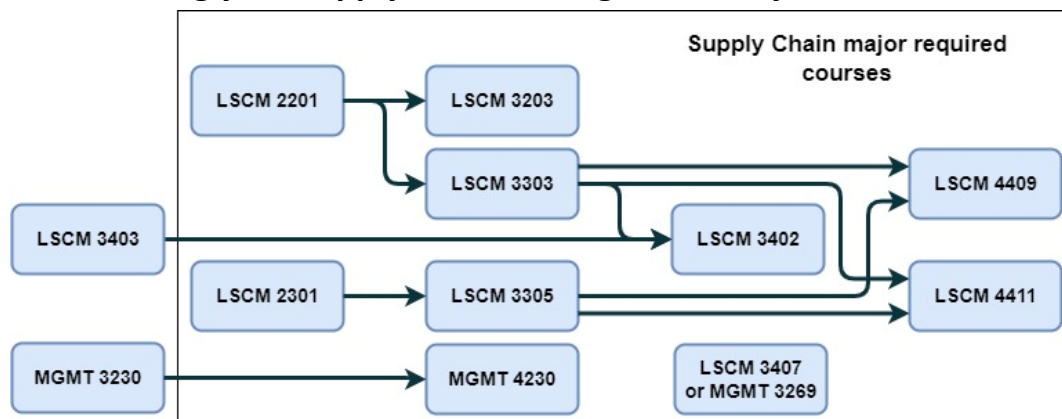 Supply Chain major required
courses
LSCM 2201
LSCM 3203
LSCM 3303
LSCM 4409
LSCM 3403
LSCM 3402
LSCM 2301
LSCM 3305
LSCM 4411
MGMT 3230
MGMT 4230
LSCM 3407
or MGMT 3269